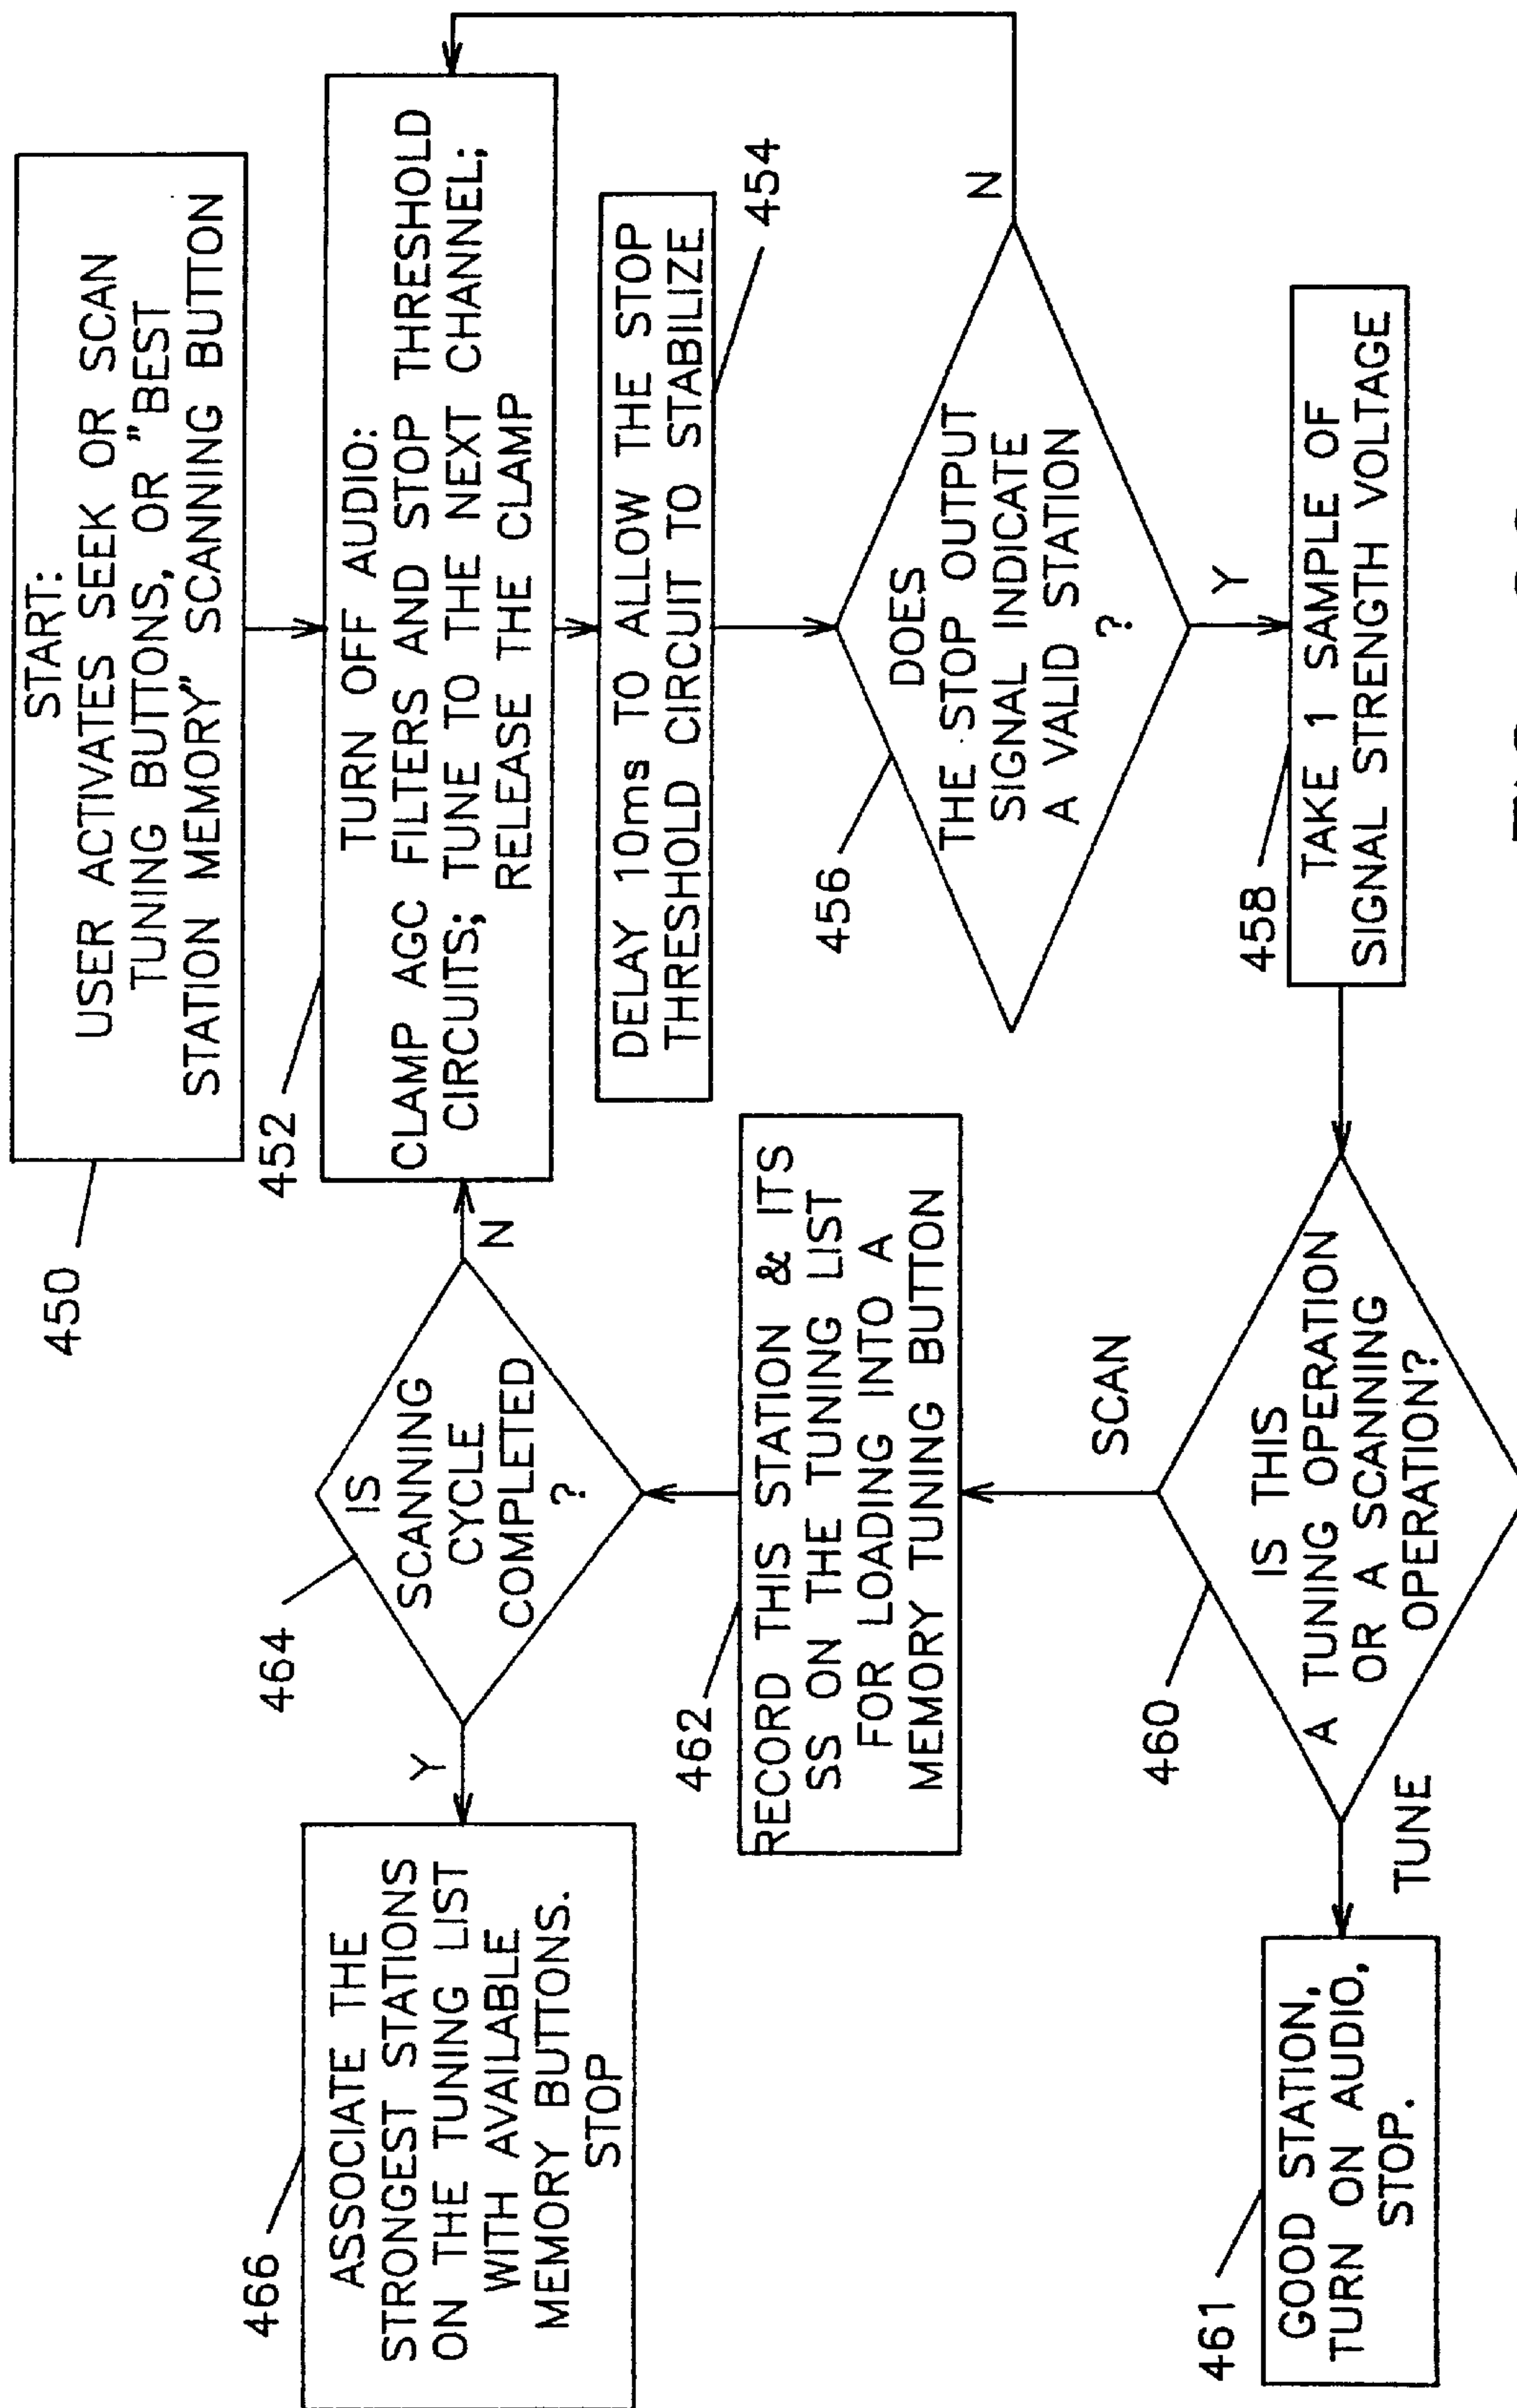 START:
USER ACTIVATES SEEK OR SCAN
TUNING BUTTONS, OR "BEST
STATION MEMORY" SCANNING BUTTON
450
TURN OFF AUDIO:
CLAMP AGC FILTERS AND STOP THRESHOLD
CIRCUITS; TUNE TO THE NEXT CHANNEL;
RELEASE THE CLAMP
452
DELAY 10ms TO ALLOW THE STOP
THRESHOLD CIRCUIT TO STABILIZE
454
DOES
THE STOP OUTPUT
SIGNAL INDICATE
A VALID STATION
?
456
N
Y
TAKE 1 SAMPLE OF
SIGNAL STRENGTH VOLTAGE
458
IS THIS
A TUNING OPERATION
OR A SCANNING
OPERATION?
460
SCAN
TUNE
GOOD STATION,
TURN ON AUDIO,
STOP.
461
RECORD THIS STATION & ITS
SS ON THE TUNING LIST
FOR LOADING INTO A
MEMORY TUNING BUTTON
462
IS
SCANNING
CYCLE
COMPLETED
?
464
N
Y
ASSOCIATE THE
STRONGEST STATIONS
ON THE TUNING LIST
WITH AVAILABLE
MEMORY BUTTONS.
STOP
466